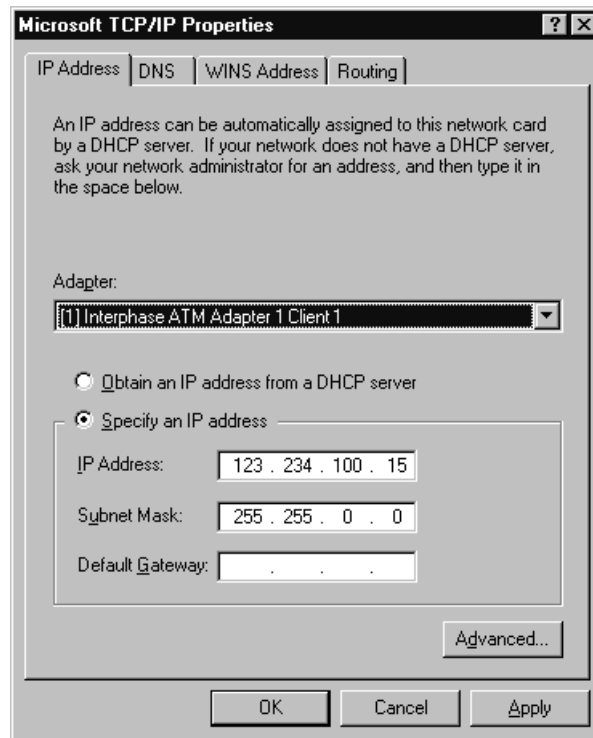 Microsoft TCP/IP Properties
IP Address DNS WINS Address Routing
An IP address can be automatically assigned to this network card
by a DHCP server. If your network does not have a DHCP server,
ask your network administrator for an address, and then type it in
the space below.
Adapter:
[1] Interphase ATM Adapter 1 Client 1
Obtain an IP address from a DHCP server
Specify an IP address
IP Address: 123 . 234 . 100 . 15
Subnet Mask: 255 . 255 . 0 . 0
Default Gateway: . . .
Advanced...
OK Cancel Apply